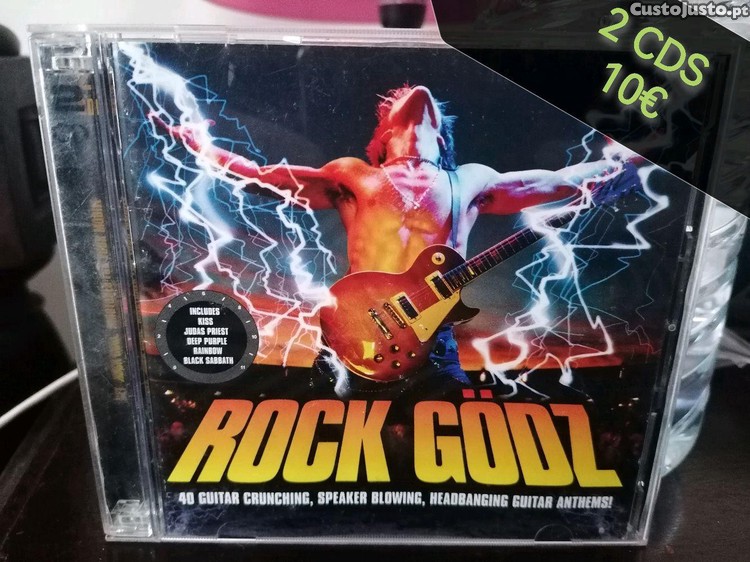 CustoJusto.pt
2 CDS
10€
INCLUDES
KISS
JUDAS PRIEST
DEEP PURPLE
RAINBOW
BLACK SABBATH
ROCK GÖDZ
40 GUITAR CRUNCHING, SPEAKER BLOWING, HEADBANGING GUITAR ANTHEMS!